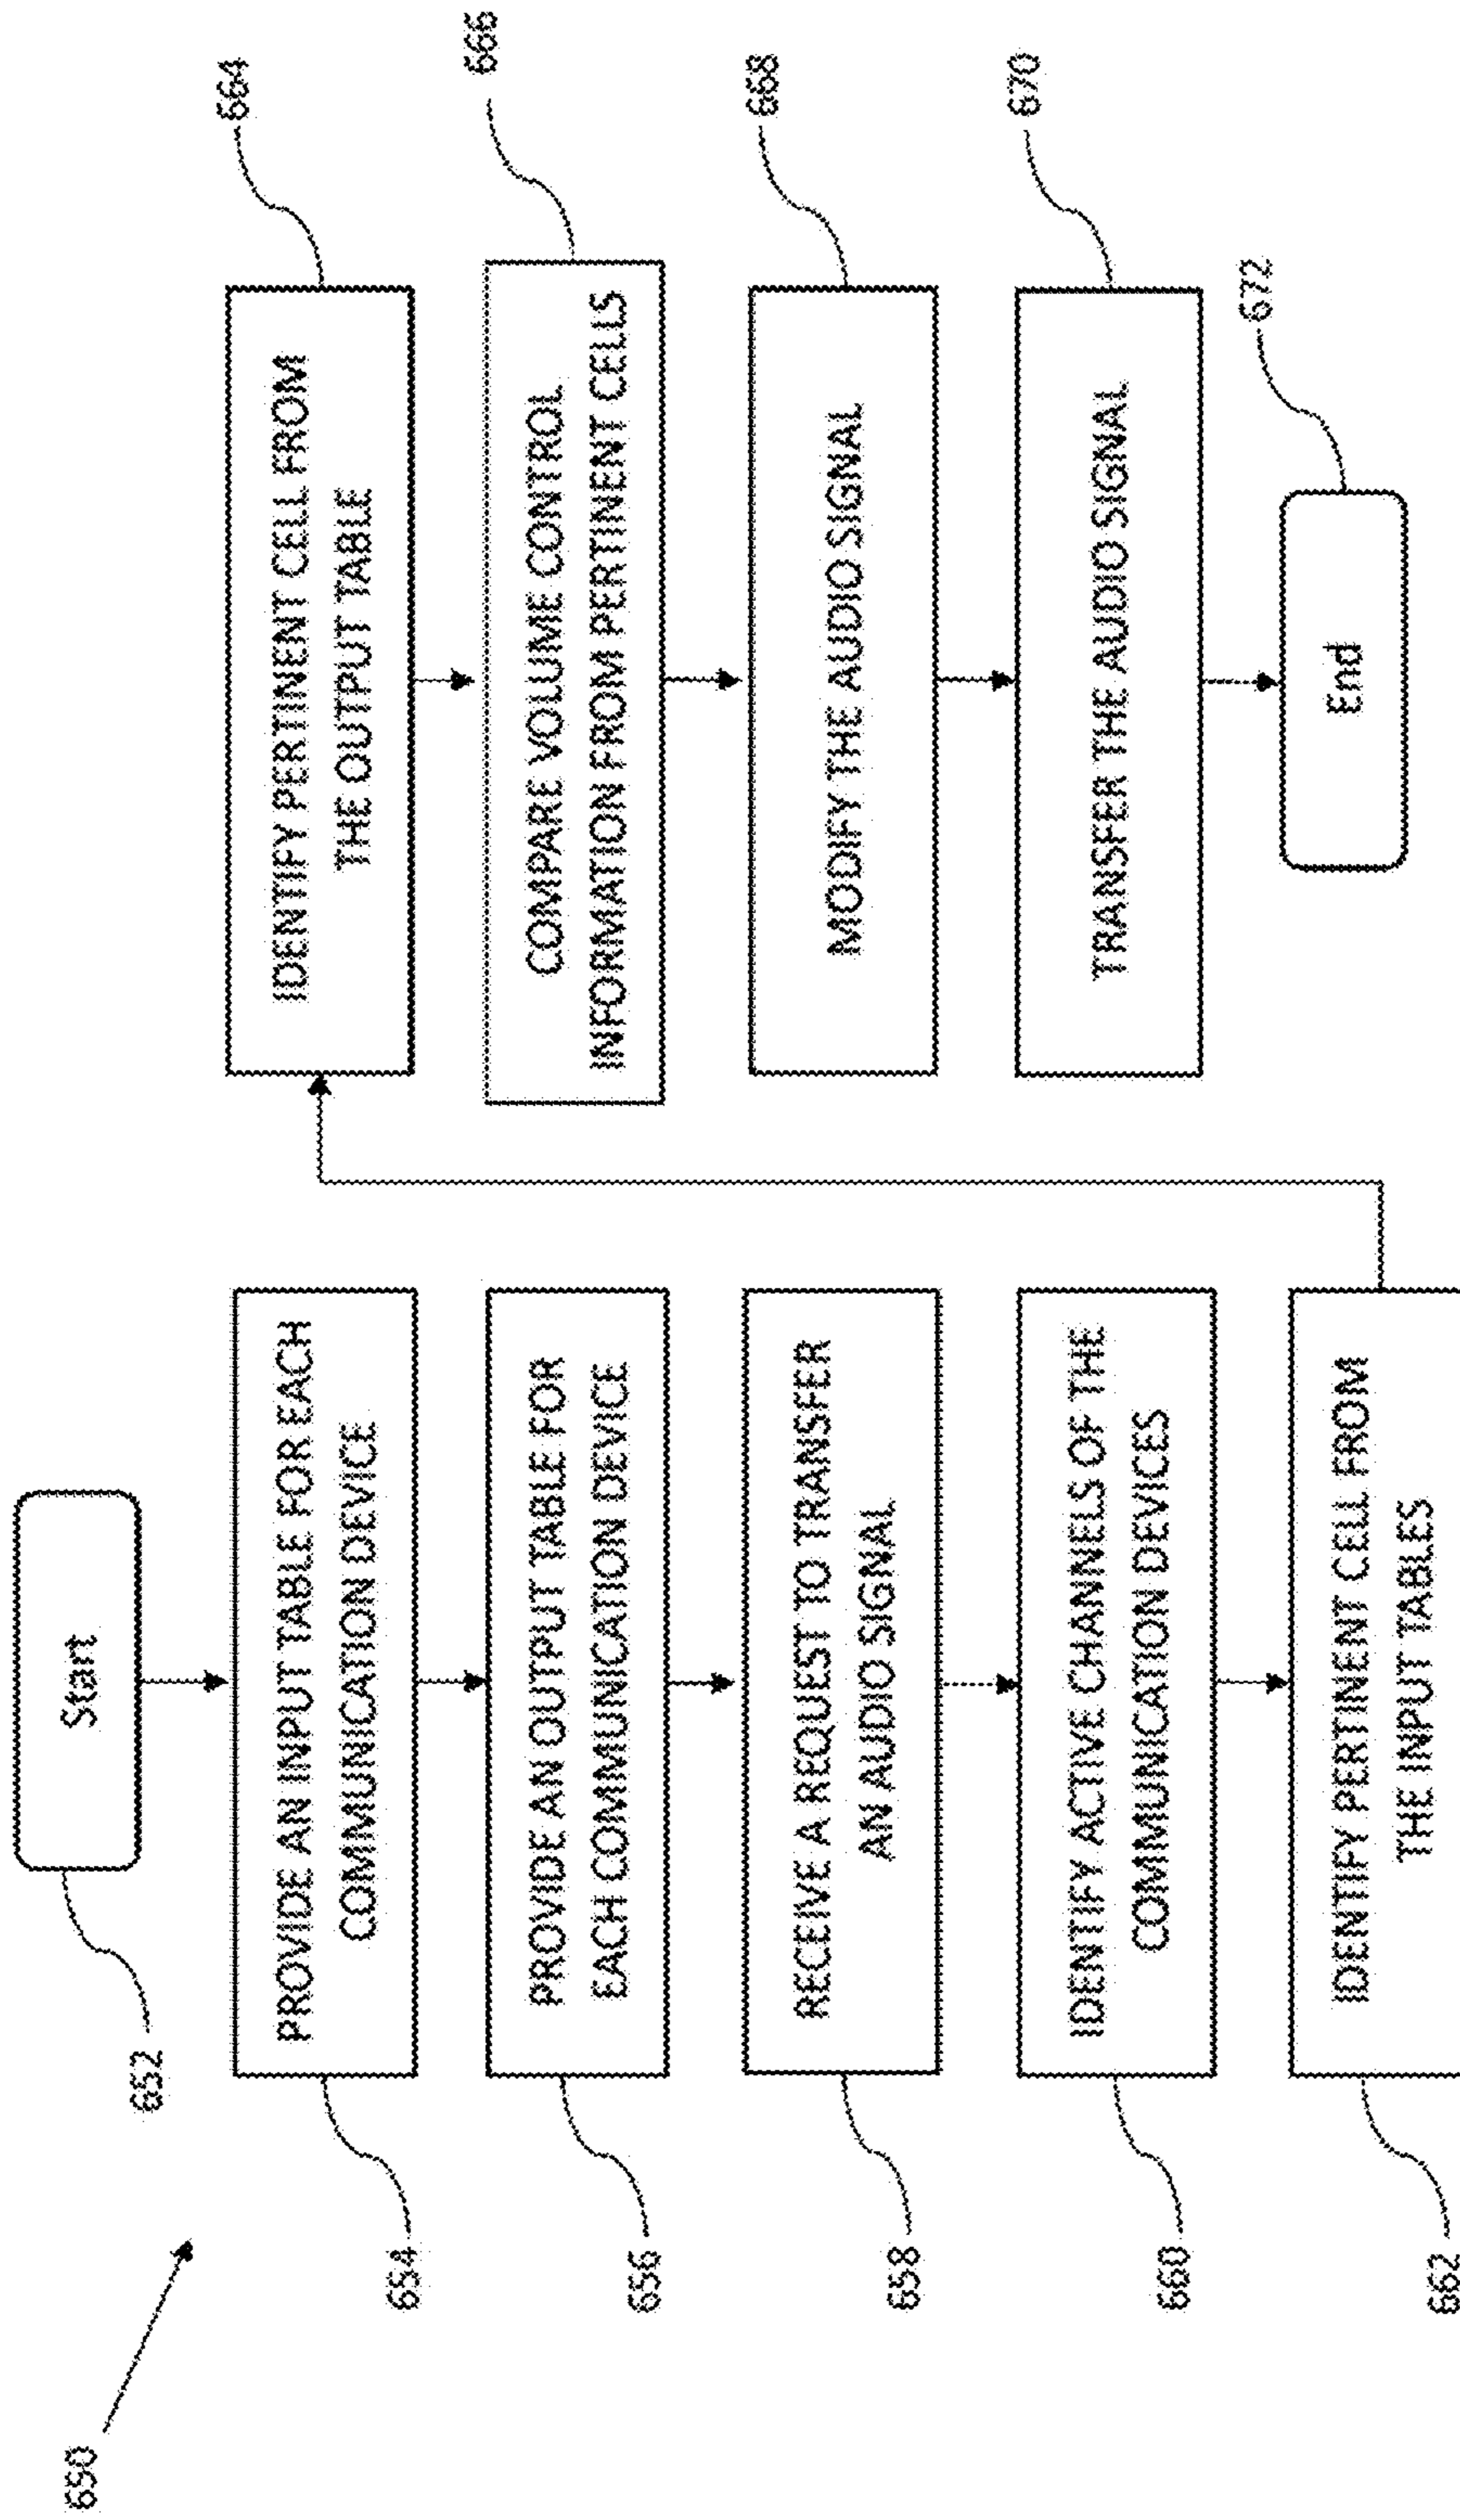 690
Start
652
PROVIDE AN INPUT TABLE FOR EACH
COMMUNICATION DEVICE
654
PROVIDE AN OUTPUT TABLE FOR
EACH COMMUNICATION DEVICE
656
RECEIVE A REQUEST TO TRANSFER
AN AUDIO SIGNAL
658
IDENTIFY ACTIVE CHANNELS OF THE
COMMUNICATION DEVICES
660
IDENTIFY PERTINENT CELL FROM
THE INPUT TABLES
662
IDENTIFY PERTINENT CELL FROM
THE OUTPUT TABLE
664
COMPARE VOLUME CONTROL
INFORMATION FROM PERTINENT CELLS
666
MODIFY THE AUDIO SIGNAL
668
TRANSFER THE AUDIO SIGNAL
670
End
672